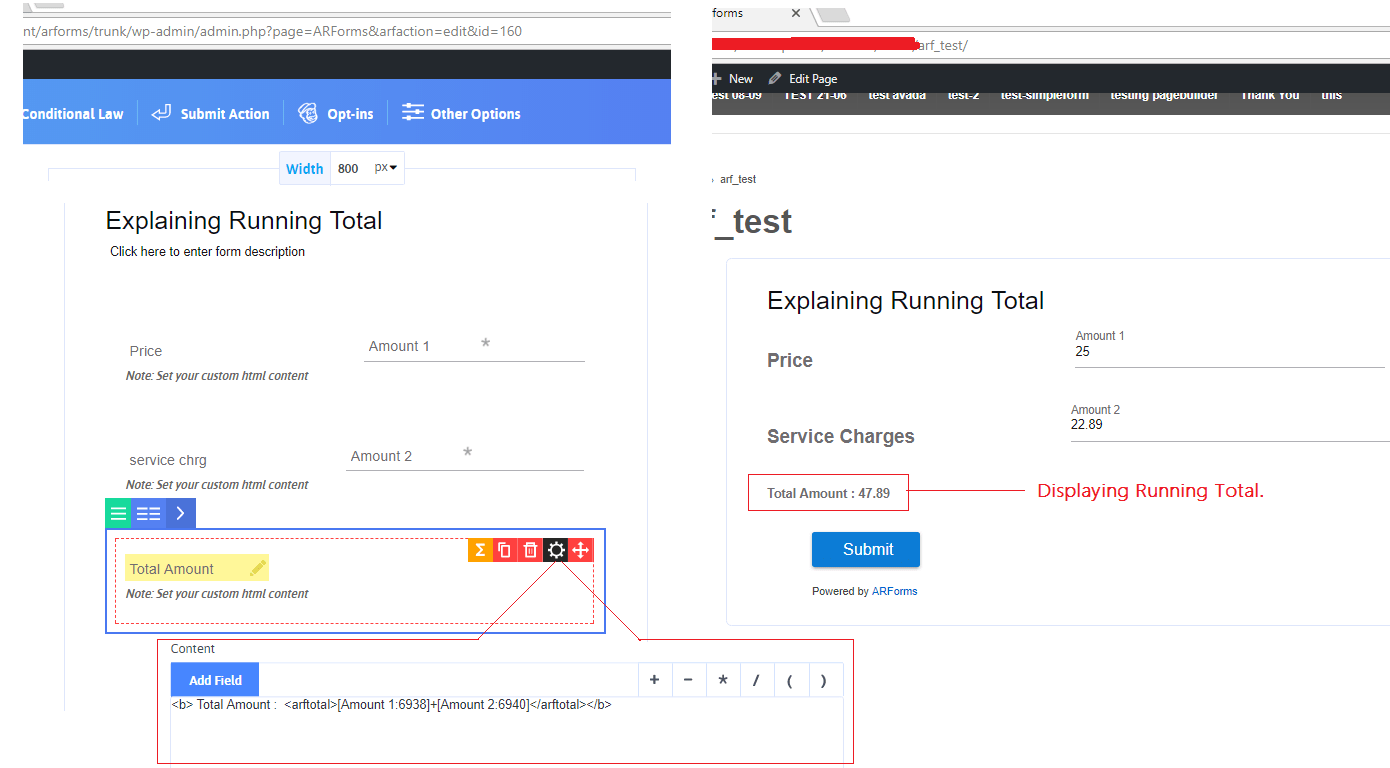 nt/arforms/trunk/wp-admin/admin.php?page=ARForms&arfaction=edit&id=160
Conditional Law
Submit Action
Opt-ins
Other Options
Width 800 px
Explaining Running Total
Click here to enter form description
Price
Amount 1 *
Note: Set your custom html content
service chrg
Amount 2 *
Note: Set your custom html content
Total Amount
Σ
Note: Set your custom html content
Content
Add Field
+ - * / ( )
<b> Total Amount :  <arftotal>[Amount 1:6938]+[Amount 2:6940]</arftotal></b>
forms ×
/arf_test/
+ New
Edit Page
est 08-09 TEST 21-06 test avada test-2 test-simpleform testing pagebuilder Thank You this
› arf_test
f_test
Explaining Running Total
Amount 1
Price
25
Amount 2
22.89
Service Charges
Total Amount : 47.89
Displaying Running Total.
Submit
Powered by ARForms